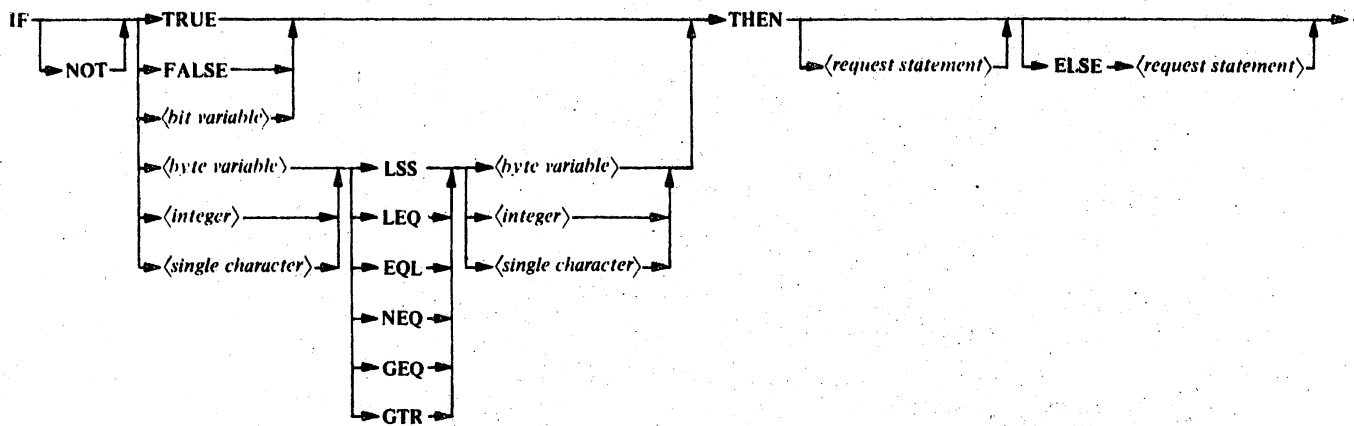 IF TRUE THEN
NOT FALSE ⟨request statement⟩ ELSE ⟨request statement⟩
⟨bit variable⟩
⟨byte variable⟩ LSS ⟨byte variable⟩
⟨integer⟩ LEQ ⟨integer⟩
⟨single character⟩ EQL ⟨single character⟩
NEQ
GEQ
GTR